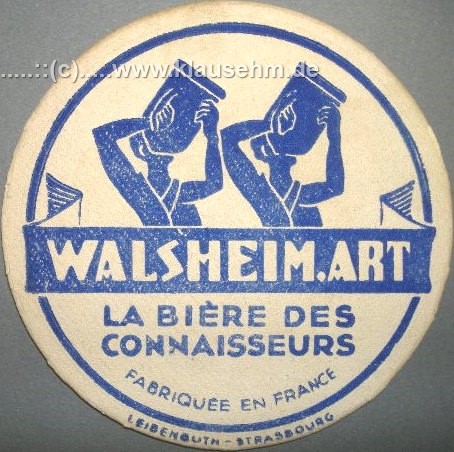 .....::(c).....www.klausehm.de
WALSHEIM.ART
LA BIÈRE DES
CONNAISSEURS
FABRIQUÉE EN FRANCE
LEIBENGUTH - STRASBOURG